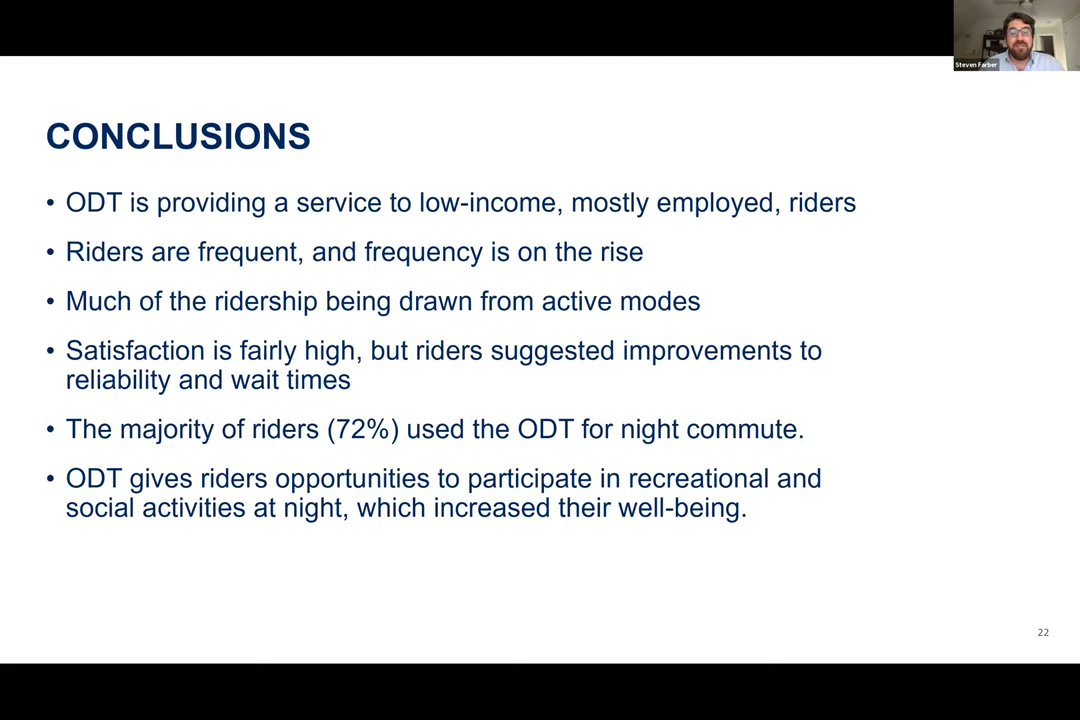 Steven Farber
CONCLUSIONS
• ODT is providing a service to low-income, mostly employed, riders
• Riders are frequent, and frequency is on the rise
• Much of the ridership being drawn from active modes
• Satisfaction is fairly high, but riders suggested improvements to
reliability and wait times
• The majority of riders (72%) used the ODT for night commute.
• ODT gives riders opportunities to participate in recreational and
social activities at night, which increased their well-being.
22